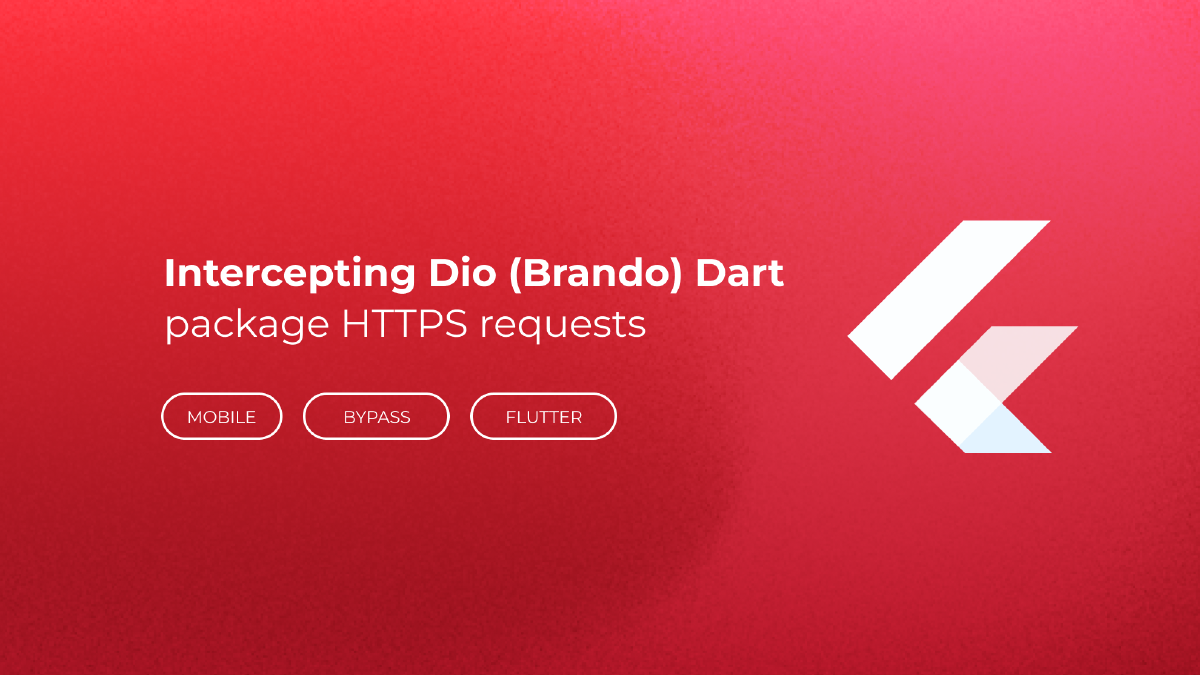 Intercepting Dio (Brando) Dart
package HTTPS requests
MOBILE
BYPASS
FLUTTER